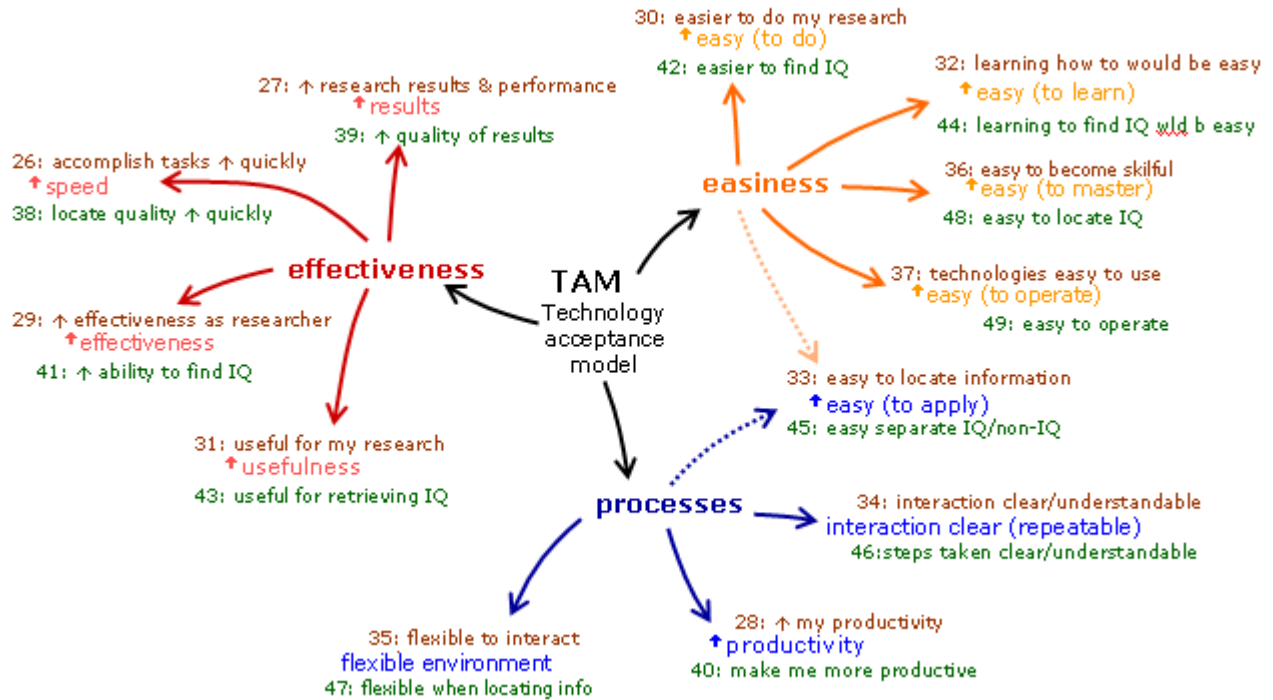 30: easier to do my research
↑ easy (to do)
42: easier to find IQ
32: learning how to would be easy
↑ easy (to learn)
44: learning to find IQ wld b easy
27: ↑ research results & performance
↑ results
39: ↑ quality of results
26: accomplish tasks ↑ quickly
↑ speed
38: locate quality ↑ quickly
easiness
36: easy to become skilful
↑ easy (to master)
48: easy to locate IQ
effectiveness
TAM
Technology
acceptance
model
37: technologies easy to use
↑ easy (to operate)
49: easy to operate
29: ↑ effectiveness as researcher
↑ effectiveness
41: ↑ ability to find IQ
33: easy to locate information
↑ easy (to apply)
45: easy separate IQ/non-IQ
31: useful for my research
↑ usefulness
43: useful for retrieving IQ
processes
34: interaction clear/understandable
interaction clear (repeatable)
46:steps taken clear/understandable
35: flexible to interact
flexible environment
47: flexible when locating info
28: ↑ my productivity
↑ productivity
40: make me more productive